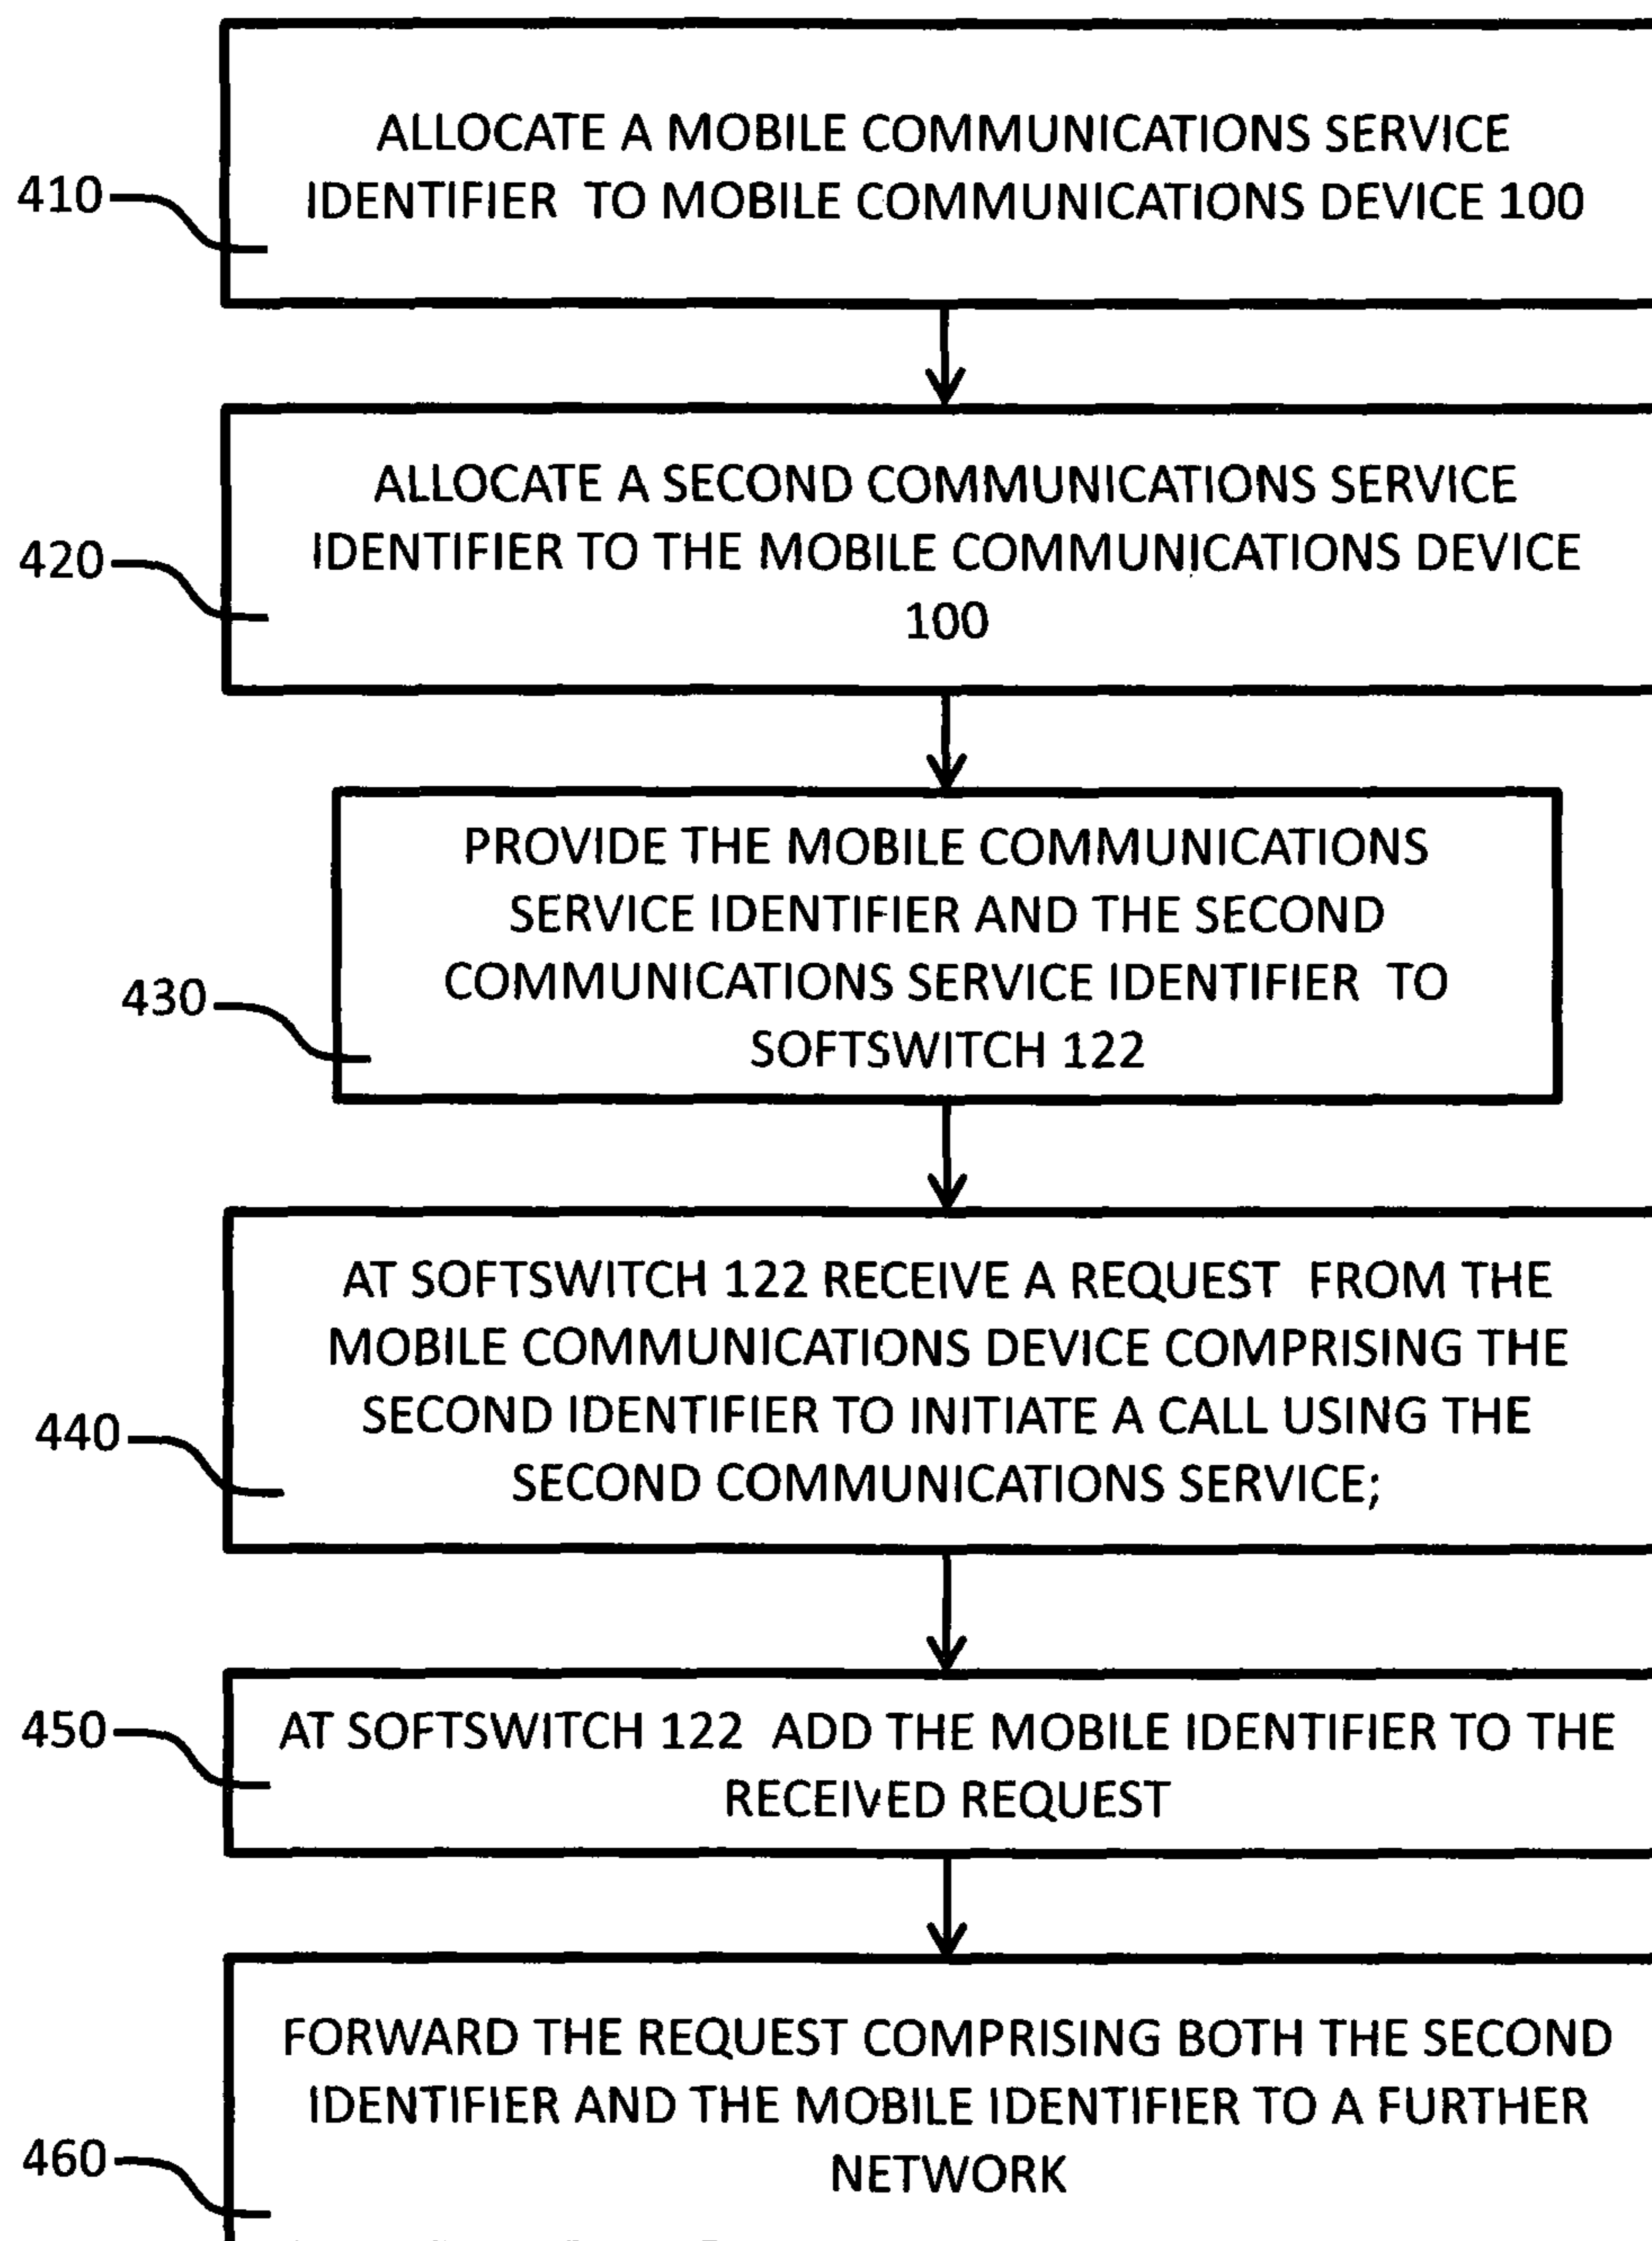 ALLOCATE A MOBILE COMMUNICATIONS SERVICE
IDENTIFIER TO MOBILE COMMUNICATIONS DEVICE 100
410
ALLOCATE A SECOND COMMUNICATIONS SERVICE
IDENTIFIER TO THE MOBILE COMMUNICATIONS DEVICE
100
420
PROVIDE THE MOBILE COMMUNICATIONS
SERVICE IDENTIFIER AND THE SECOND
COMMUNICATIONS SERVICE IDENTIFIER TO
SOFTSWITCH 122
430
AT SOFTSWITCH 122 RECEIVE A REQUEST FROM THE
MOBILE COMMUNICATIONS DEVICE COMPRISING THE
SECOND IDENTIFIER TO INITIATE A CALL USING THE
SECOND COMMUNICATIONS SERVICE;
440
AT SOFTSWITCH 122 ADD THE MOBILE IDENTIFIER TO THE
RECEIVED REQUEST
450
FORWARD THE REQUEST COMPRISING BOTH THE SECOND
IDENTIFIER AND THE MOBILE IDENTIFIER TO A FURTHER
NETWORK
460